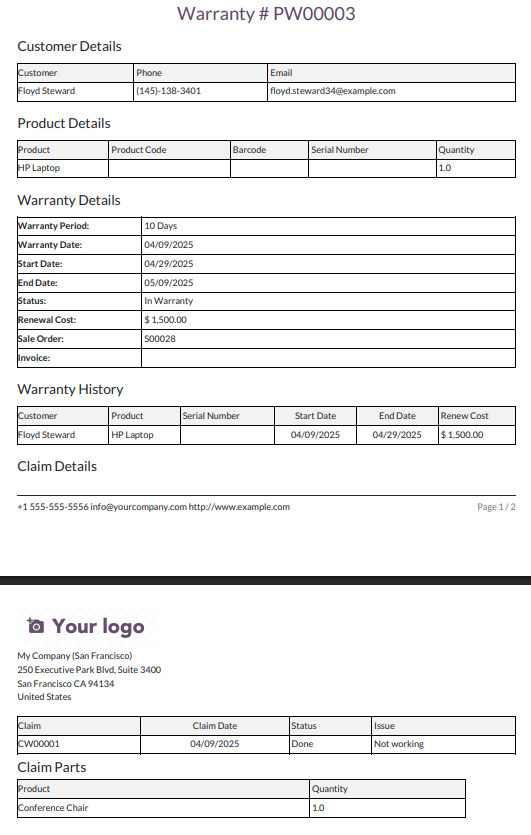 Warranty # PW00003
Customer Details
Customer Phone Email
Floyd Steward (145)-138-3401 floyd.steward34@example.com
Product Details
Product Product Code Barcode Serial Number Quantity
HP Laptop 1.0
Warranty Details
Warranty Period: 10 Days
Warranty Date: 04/09/2025
Start Date: 04/29/2025
End Date: 05/09/2025
Status: In Warranty
Renewal Cost: $ 1,500.00
Sale Order: S00028
Invoice:
Warranty History
Customer Product Serial Number Start Date End Date Renew Cost
Floyd Steward HP Laptop 04/09/2025 04/29/2025 $ 1,500.00
Claim Details
+1 555-555-5556 info@yourcompany.com http://www.example.com Page 1 / 2
Your logo
My Company (San Francisco)
250 Executive Park Blvd, Suite 3400
San Francisco CA 94134
United States
Claim Claim Date Status Issue
CW00001 04/09/2025 Done Not working
Claim Parts
Product Quantity
Conference Chair 1.0